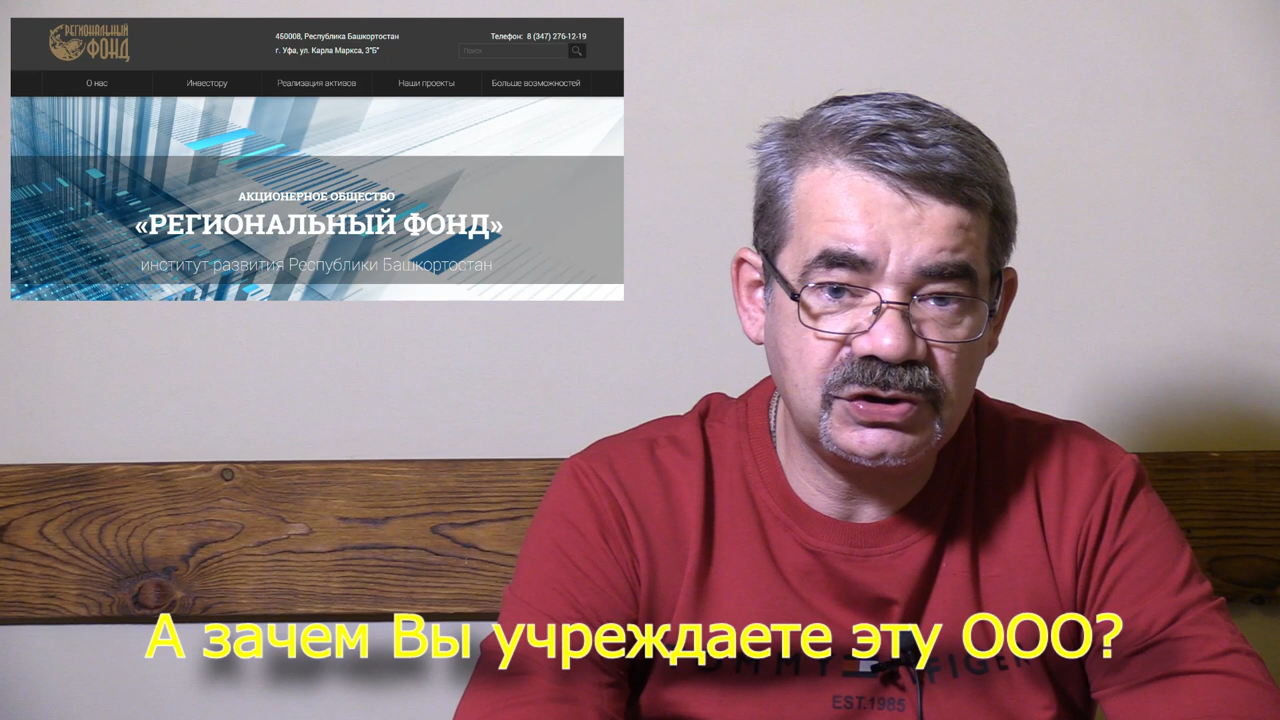 РЕГИОНАЛЬНЫЙ
ФОНД
450008, Республика Башкортостан
г. Уфа, ул. Карла Маркса, 3"Б"
Телефон: 8 (347) 276-12-19
Поиск
О нас
Инвестору
Реализация активов
Наши проекты
Больше возможностей
АКЦИОНЕРНОЕ ОБЩЕСТВО
«РЕГИОНАЛЬНЫЙ ФОНД»
институт развития Республики Башкортостан
А зачем Вы учреждаете эту ООО?
EST.1985